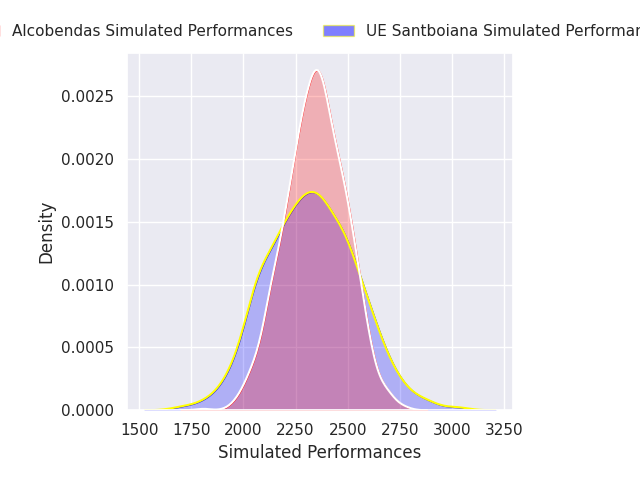 Alcobendas Simulated Performances UE Santboiana Simulated
0.0025
0.0020
0.0015
0.0010
0.0005
0.0000
Density
1500 1750 2000 2250 2500 2750 3000 3250
Simulated Performances